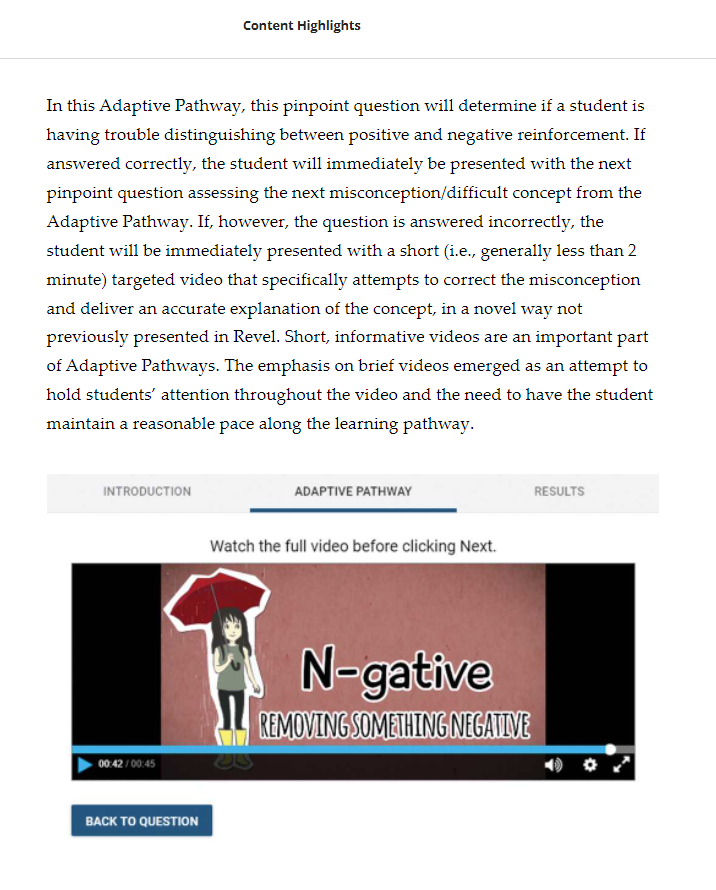 Content Highlights
In this Adaptive Pathway, this pinpoint question will determine if a student is
having trouble distinguishing between positive and negative reinforcement. If
answered correctly, the student will immediately be presented with the next
pinpoint question assessing the next misconception/difficult concept from the
Adaptive Pathway. If, however, the question is answered incorrectly, the
student will be immediately presented with a short (i.e., generally less than 2
minute) targeted video that specifically attempts to correct the misconception
and deliver an accurate explanation of the concept, in a novel way not
previously presented in Revel. Short, informative videos are an important part
of Adaptive Pathways. The emphasis on brief videos emerged as an attempt to
hold students’ attention throughout the video and the need to have the student
maintain a reasonable pace along the learning pathway.
INTRODUCTION ADAPTIVE PATHWAY RESULTS
Watch the full video before clicking Next.
N-gative
REMOVING SOMETHING NEGATIVE
00:42 / 00:45
BACK TO QUESTION